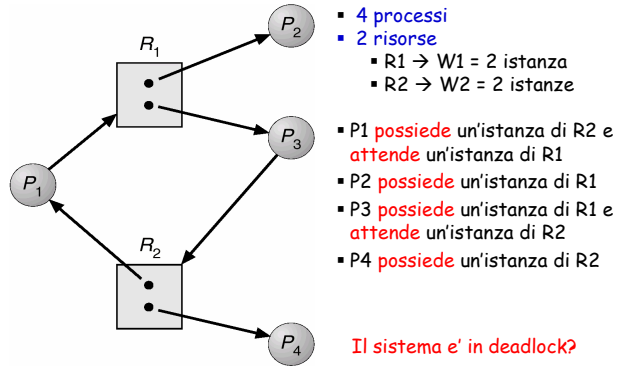 P2
R1
P3
P1
R2
P4
▪ 4 processi
▪ 2 risorse
▪ R1 → W1 = 2 istanza
▪ R2 → W2 = 2 istanze
▪ P1 possiede un'istanza di R2 e
attende un'istanza di R1
▪ P2 possiede un'istanza di R1
▪ P3 possiede un'istanza di R1 e
attende un'istanza di R2
▪ P4 possiede un'istanza di R2
Il sistema e' in deadlock?